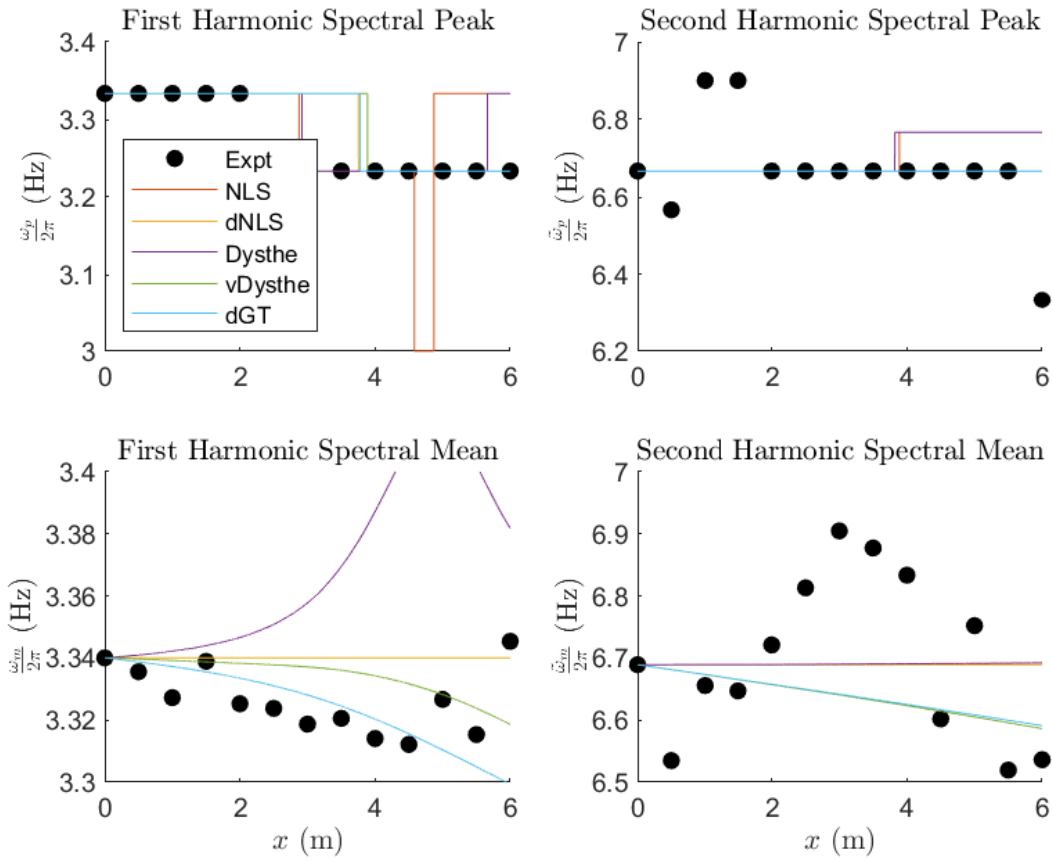 First Harmonic Spectral Peak
3.4
3.3
3.2
3.1
3
0
2
4
6
ω_p/2π (Hz)
Expt
NLS
dNLS
Dysthe
vDysthe
dGT
Second Harmonic Spectral Peak
7
6.8
6.6
6.4
6.2
0
2
4
6
ω̃_p/2π (Hz)
First Harmonic Spectral Mean
3.4
3.38
3.36
3.34
3.32
3.3
0
2
4
6
ω_m/2π (Hz)
x (m)
Second Harmonic Spectral Mean
7
6.9
6.8
6.7
6.6
6.5
0
2
4
6
ω̃_m/2π (Hz)
x (m)